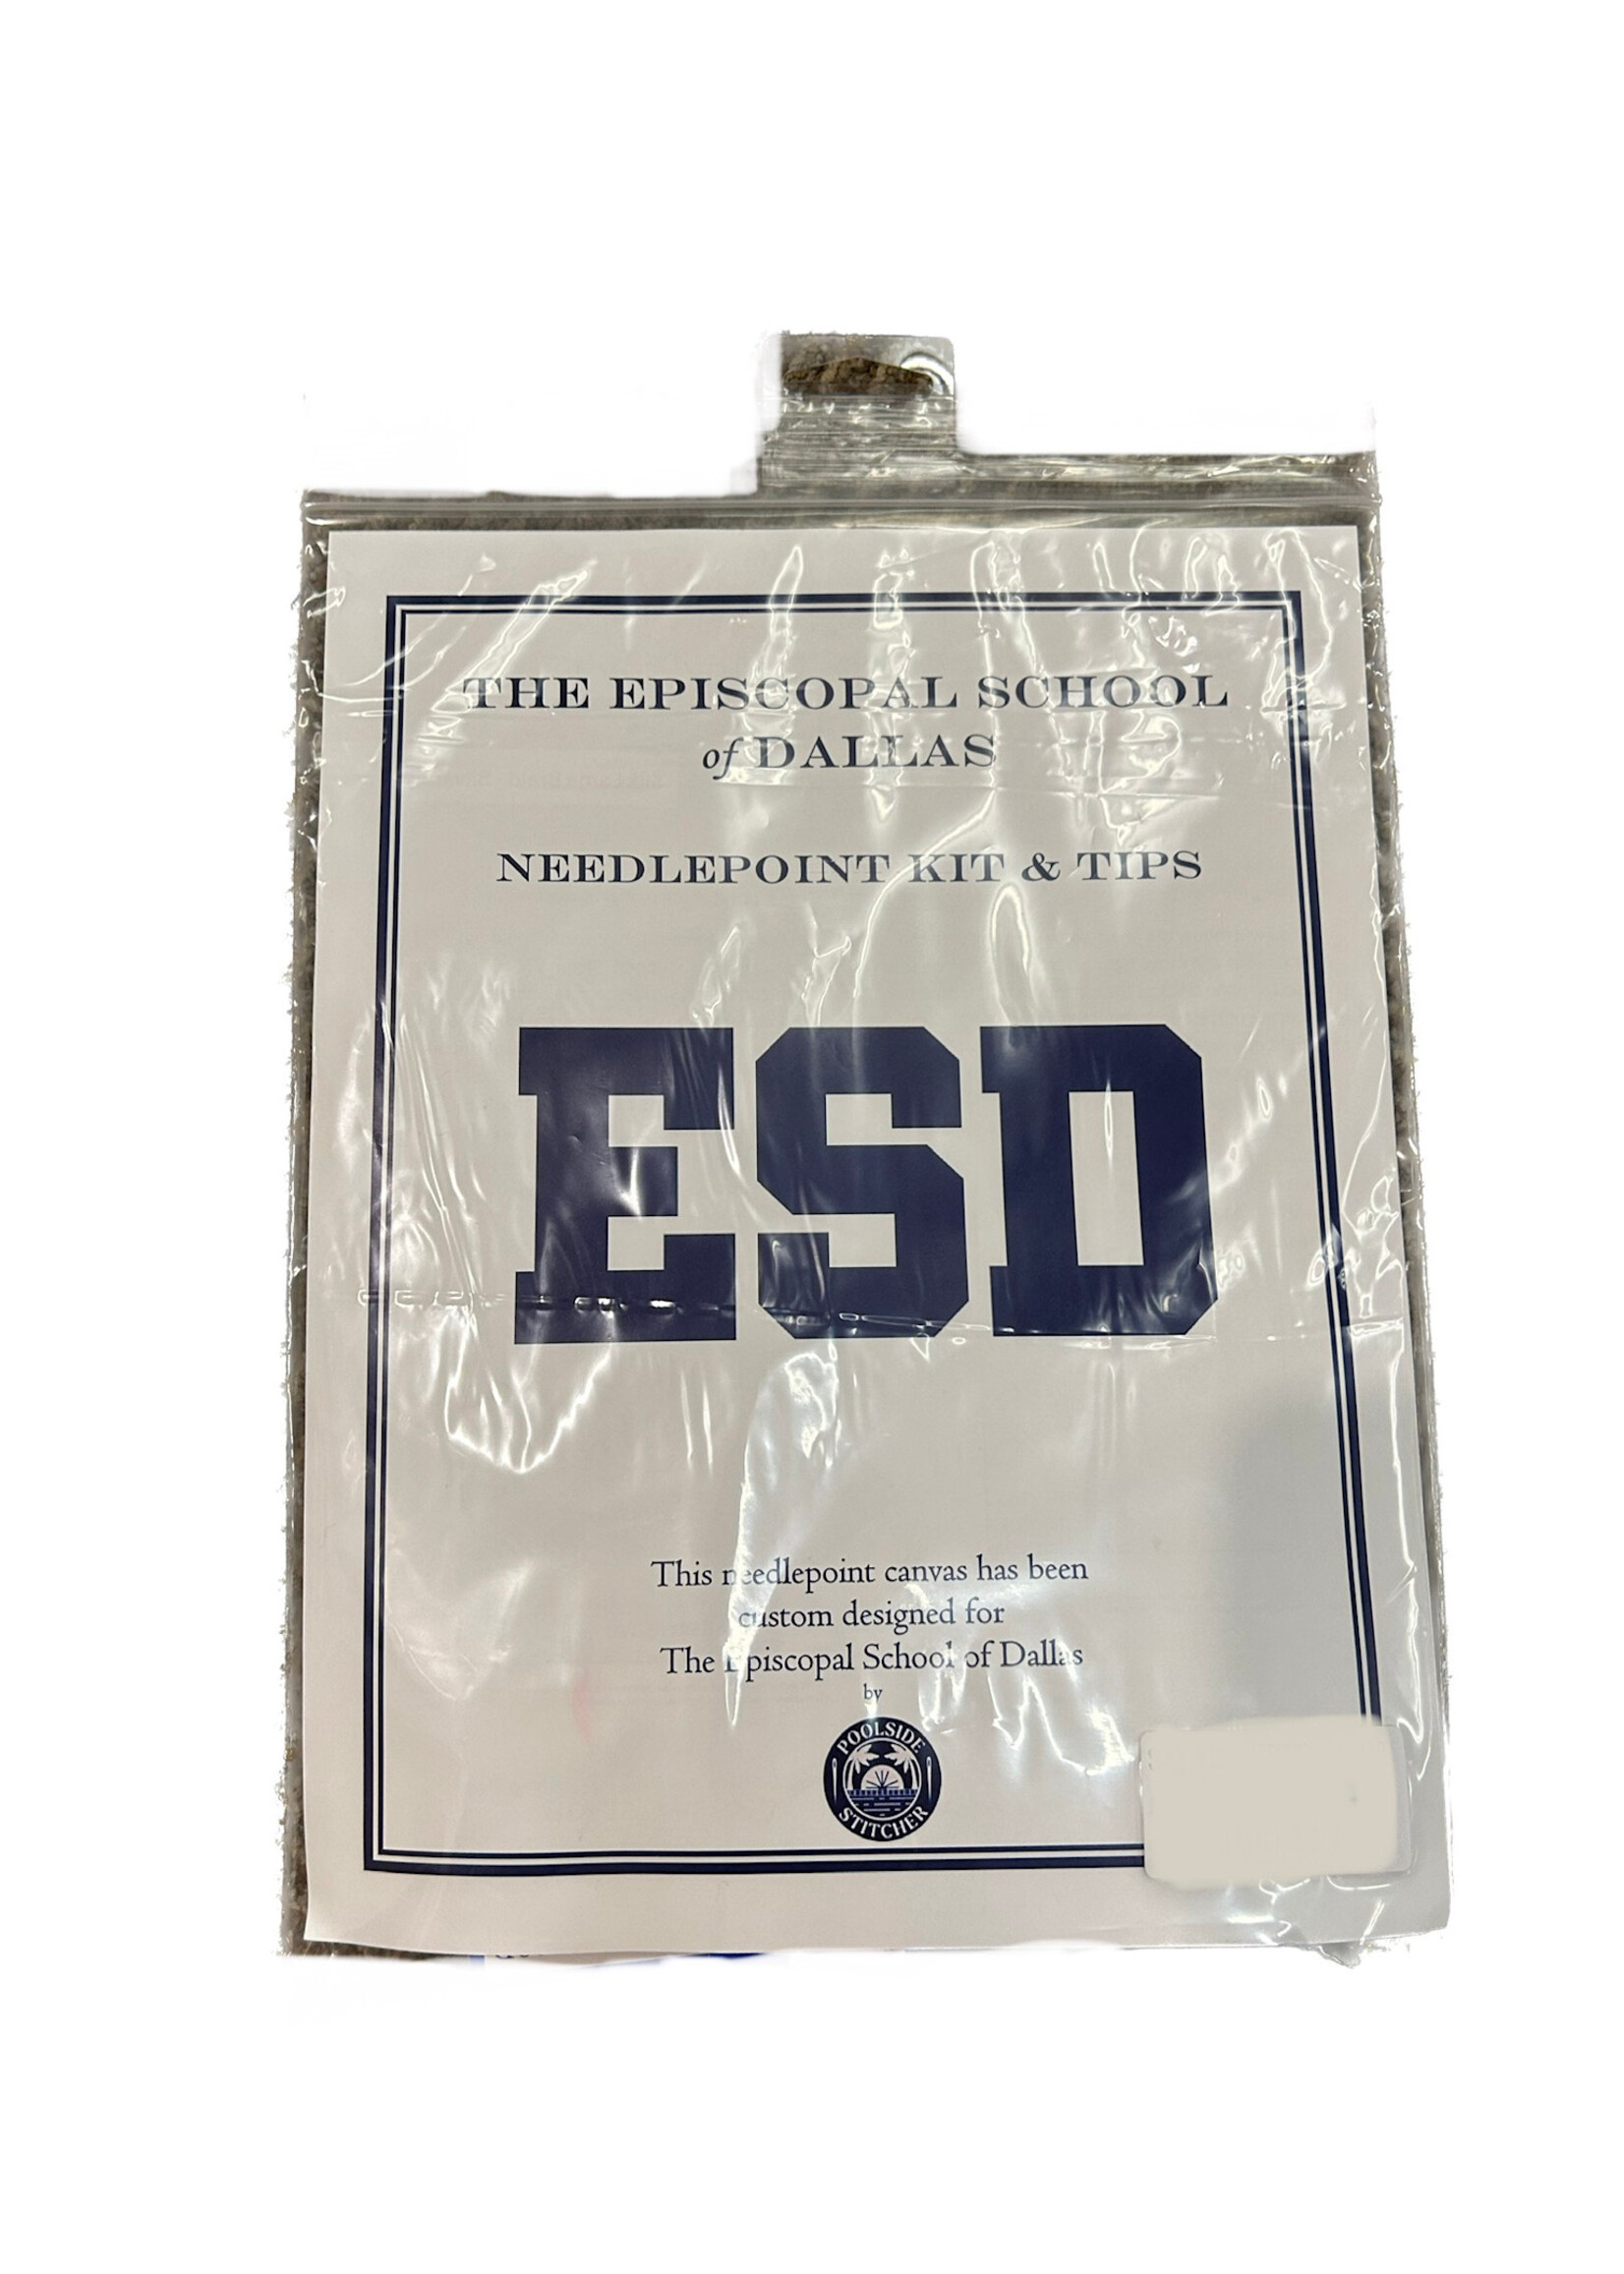 THE EPISCOPAL SCHOOL
of DALLAS
NEEDLEPOINT KIT & TIPS
ESD
This needlepoint canvas has been
custom designed for
The Episcopal School of Dallas
by
POOLSIDE
STITCHER